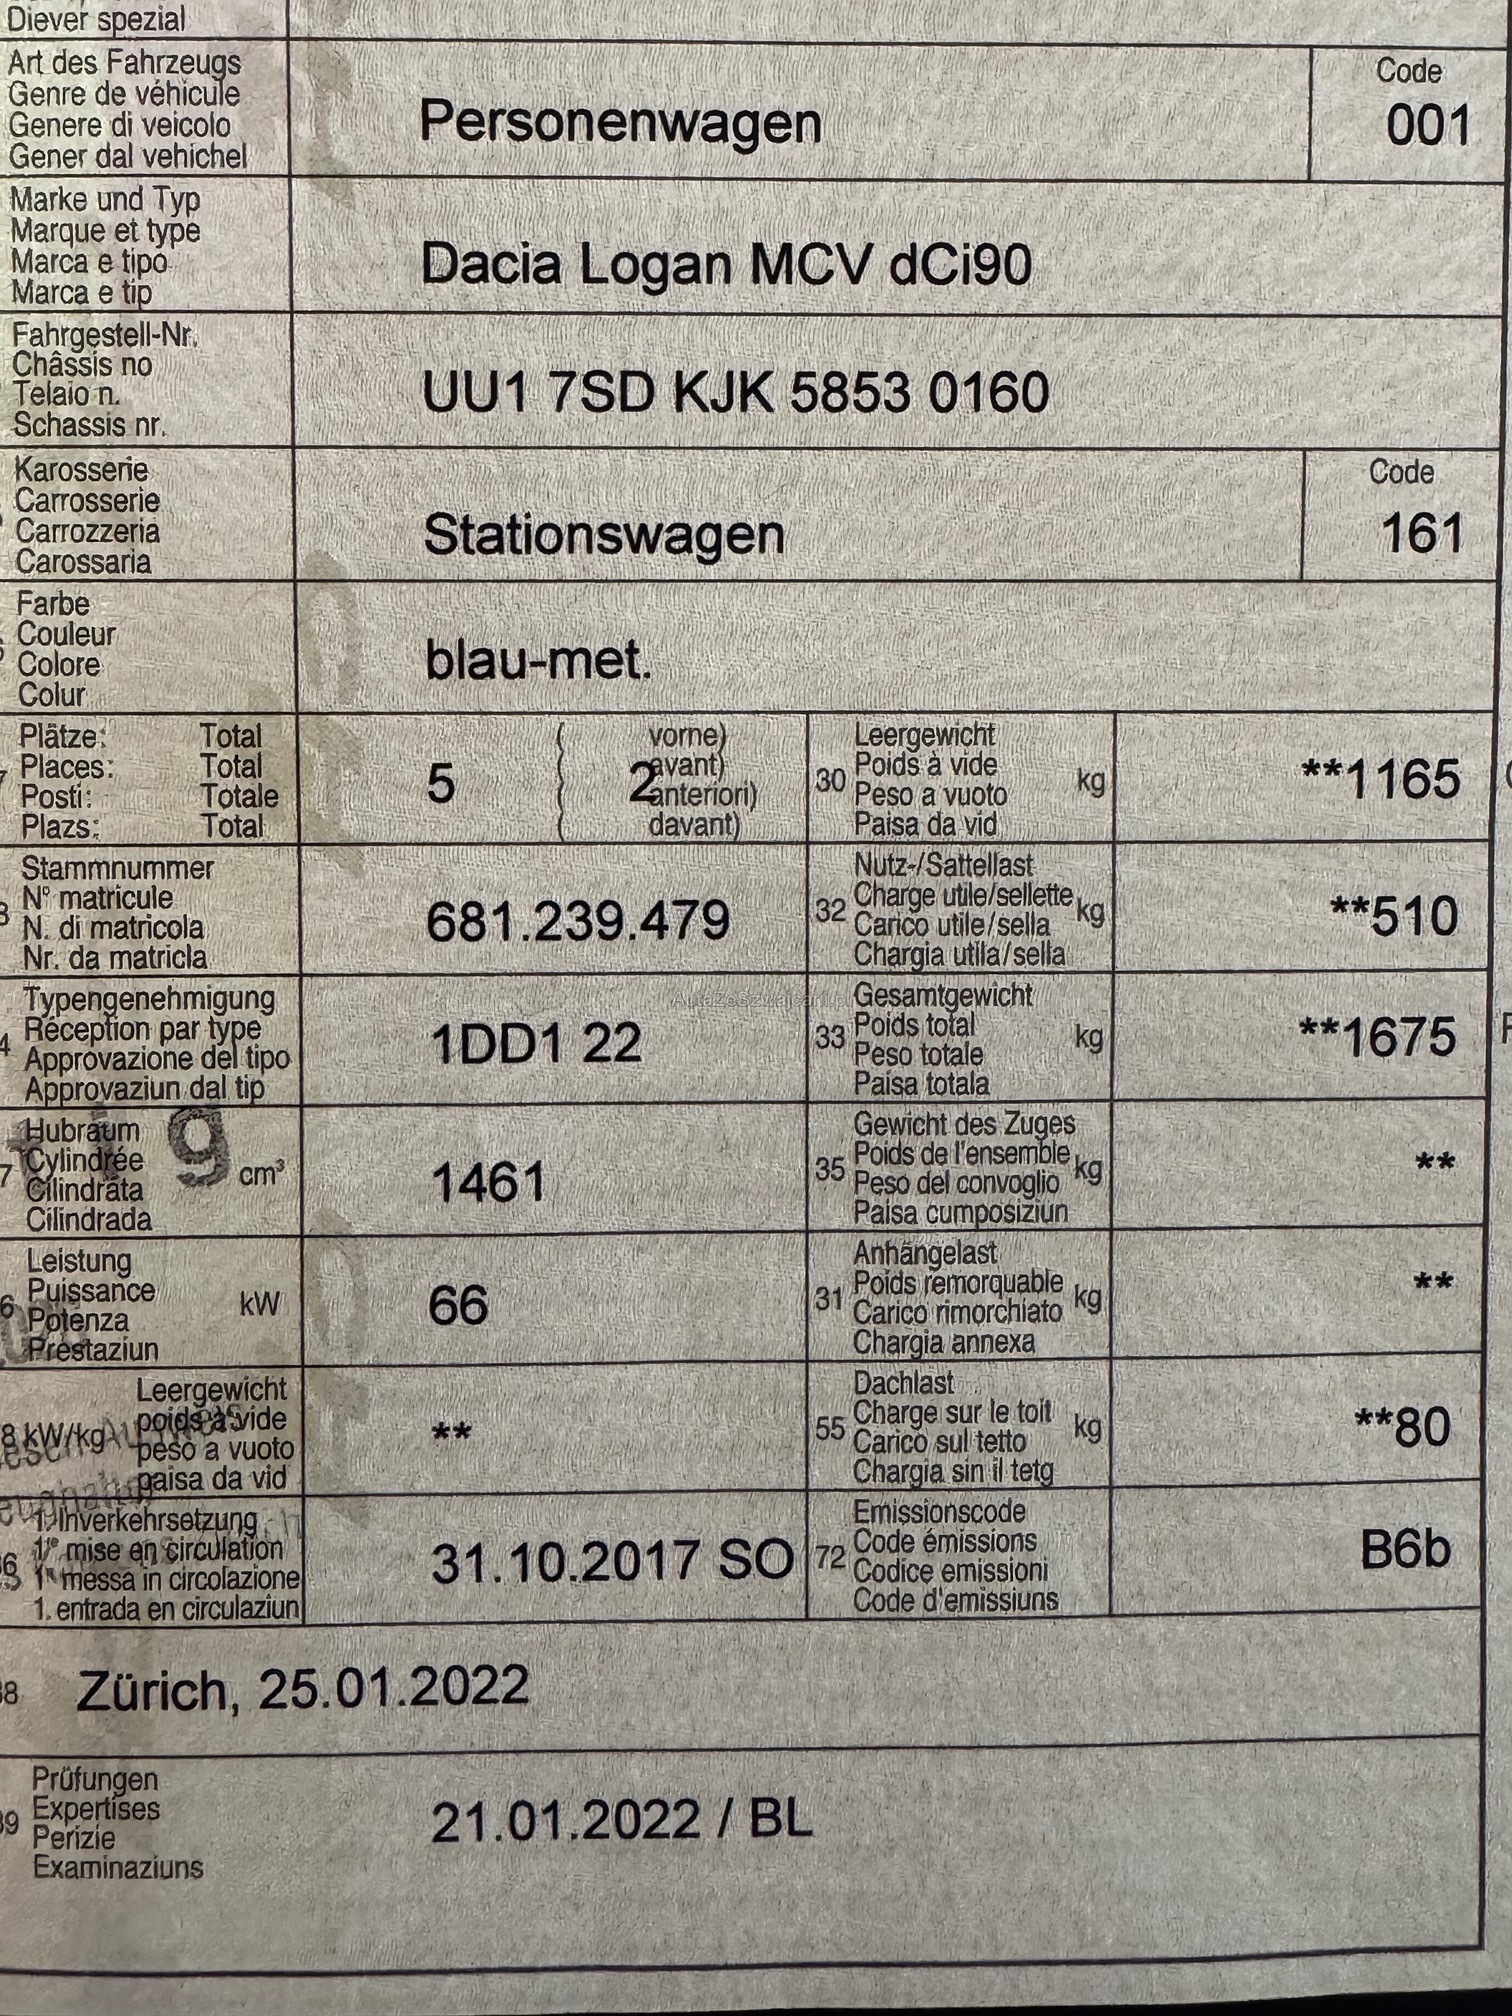 Diever spezial
Art des Fahrzeugs
Genre de véhicule
Genere di veicolo
Gener dal vehichel
Personenwagen
Code
001
Marke und Typ
Marque et type
Marca e tipo
Marca e tip
Dacia Logan MCV dCi90
Fahrgestell-Nr.
Châssis no
Telaio n.
Schassis nr.
UU1 7SD KJK 5853 0160
Karosserie
Carrosserie
Carrozzeria
Carossaria
Stationswagen
Code
161
Farbe
Couleur
Colore
Colur
blau-met.
Plätze: Total
Places: Total
Posti: Totale
Plazs: Total
5
2
vorne)
avant)
anteriori)
davant)
30
Leergewicht
Poids à vide
Peso a vuoto
Paisa da vid
kg
**1165
Stammnummer
N° matricule
N. di matricola
Nr. da matricla
681.239.479
32
Nutz-/Sattellast
Charge utile/sellette
Carico utile/sella
Chargia utila/sella
kg
**510
Typengenehmigung
Réception par type
Approvazione del tipo
Approvaziun dal tip
1DD1 22
AutaZeSzwajcarii.pl
33
Gesamtgewicht
Poids total
Peso totale
Paisa totala
kg
**1675
Hubraum
Cylindrée
Cilindrata
Cilindrada
cm³
1461
35
Gewicht des Zuges
Poids de l'ensemble
Peso del convoglio
Paisa cumposiziun
kg
**
Leistung
Puissance
Potenza
Prestaziun
kW
66
31
Anhängelast
Poids remorquable
Carico rimorchiato
Chargia annexa
kg
**
kW/kg
Leergewicht
poids à vide
peso a vuoto
paisa da vid
**
55
Dachlast
Charge sur le toit
Carico sul tetto
Chargia sin il tetg
kg
**80
1. Inverkehrsetzung
1re mise en circulation
1a messa in circolazione
1. entrada en circulaziun
31.10.2017 SO
72
Emissionscode
Code émissions
Codice emissioni
Code d'emissiuns
B6b
Zürich, 25.01.2022
Prüfungen
Expertises
Perizie
Examinaziuns
21.01.2022 / BL